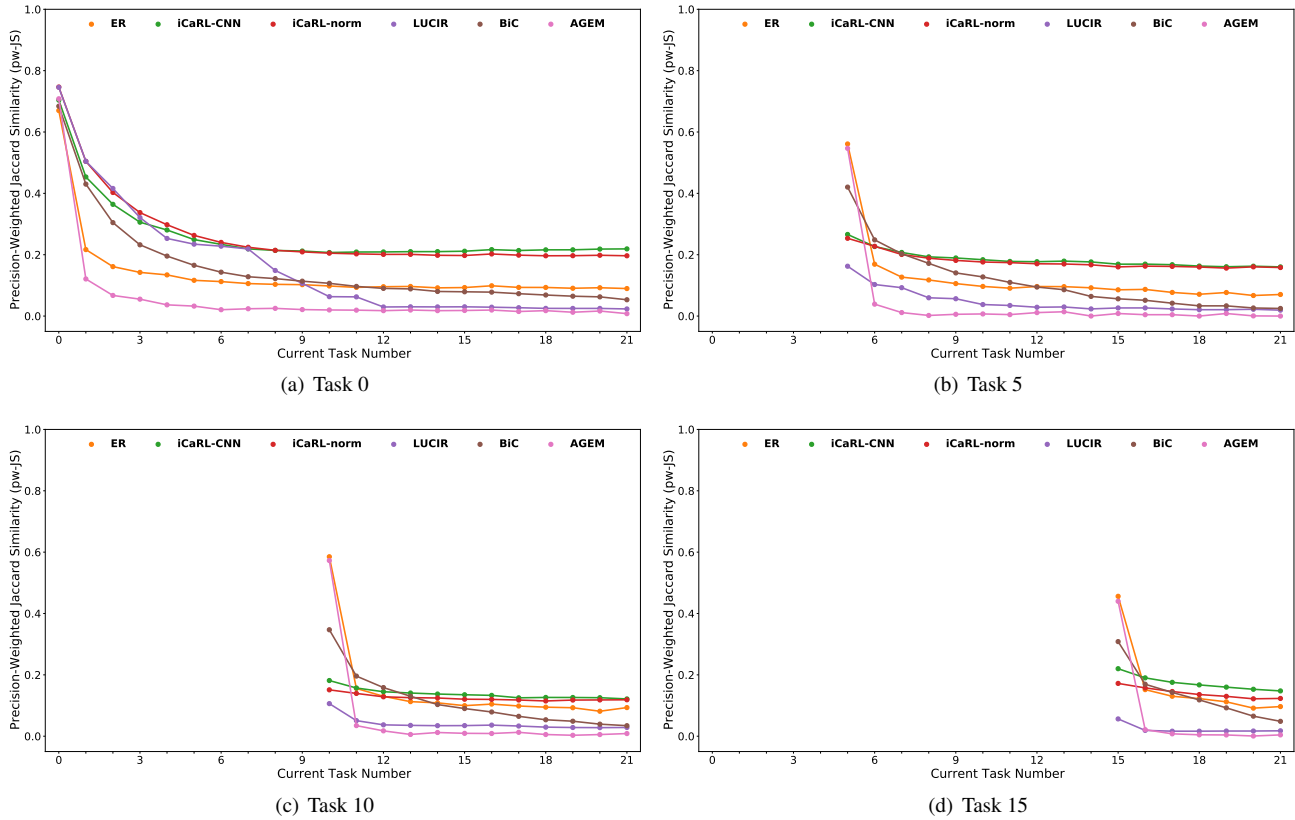 ER iCaRL-CNN iCaRL-norm LUCIR BiC AGEM
Precision-Weighted Jaccard Similarity (pw-JS)
1.0
0.8
0.6
0.4
0.2
0.0
0 3 6 9 12 15 18 21
Current Task Number
(a) Task 0
ER iCaRL-CNN iCaRL-norm LUCIR BiC AGEM
Precision-Weighted Jaccard Similarity (pw-JS)
1.0
0.8
0.6
0.4
0.2
0.0
0 3 6 9 12 15 18 21
Current Task Number
(b) Task 5
ER iCaRL-CNN iCaRL-norm LUCIR BiC AGEM
Precision-Weighted Jaccard Similarity (pw-JS)
1.0
0.8
0.6
0.4
0.2
0.0
0 3 6 9 12 15 18 21
Current Task Number
(c) Task 10
ER iCaRL-CNN iCaRL-norm LUCIR BiC AGEM
Precision-Weighted Jaccard Similarity (pw-JS)
1.0
0.8
0.6
0.4
0.2
0.0
0 3 6 9 12 15 18 21
Current Task Number
(d) Task 15